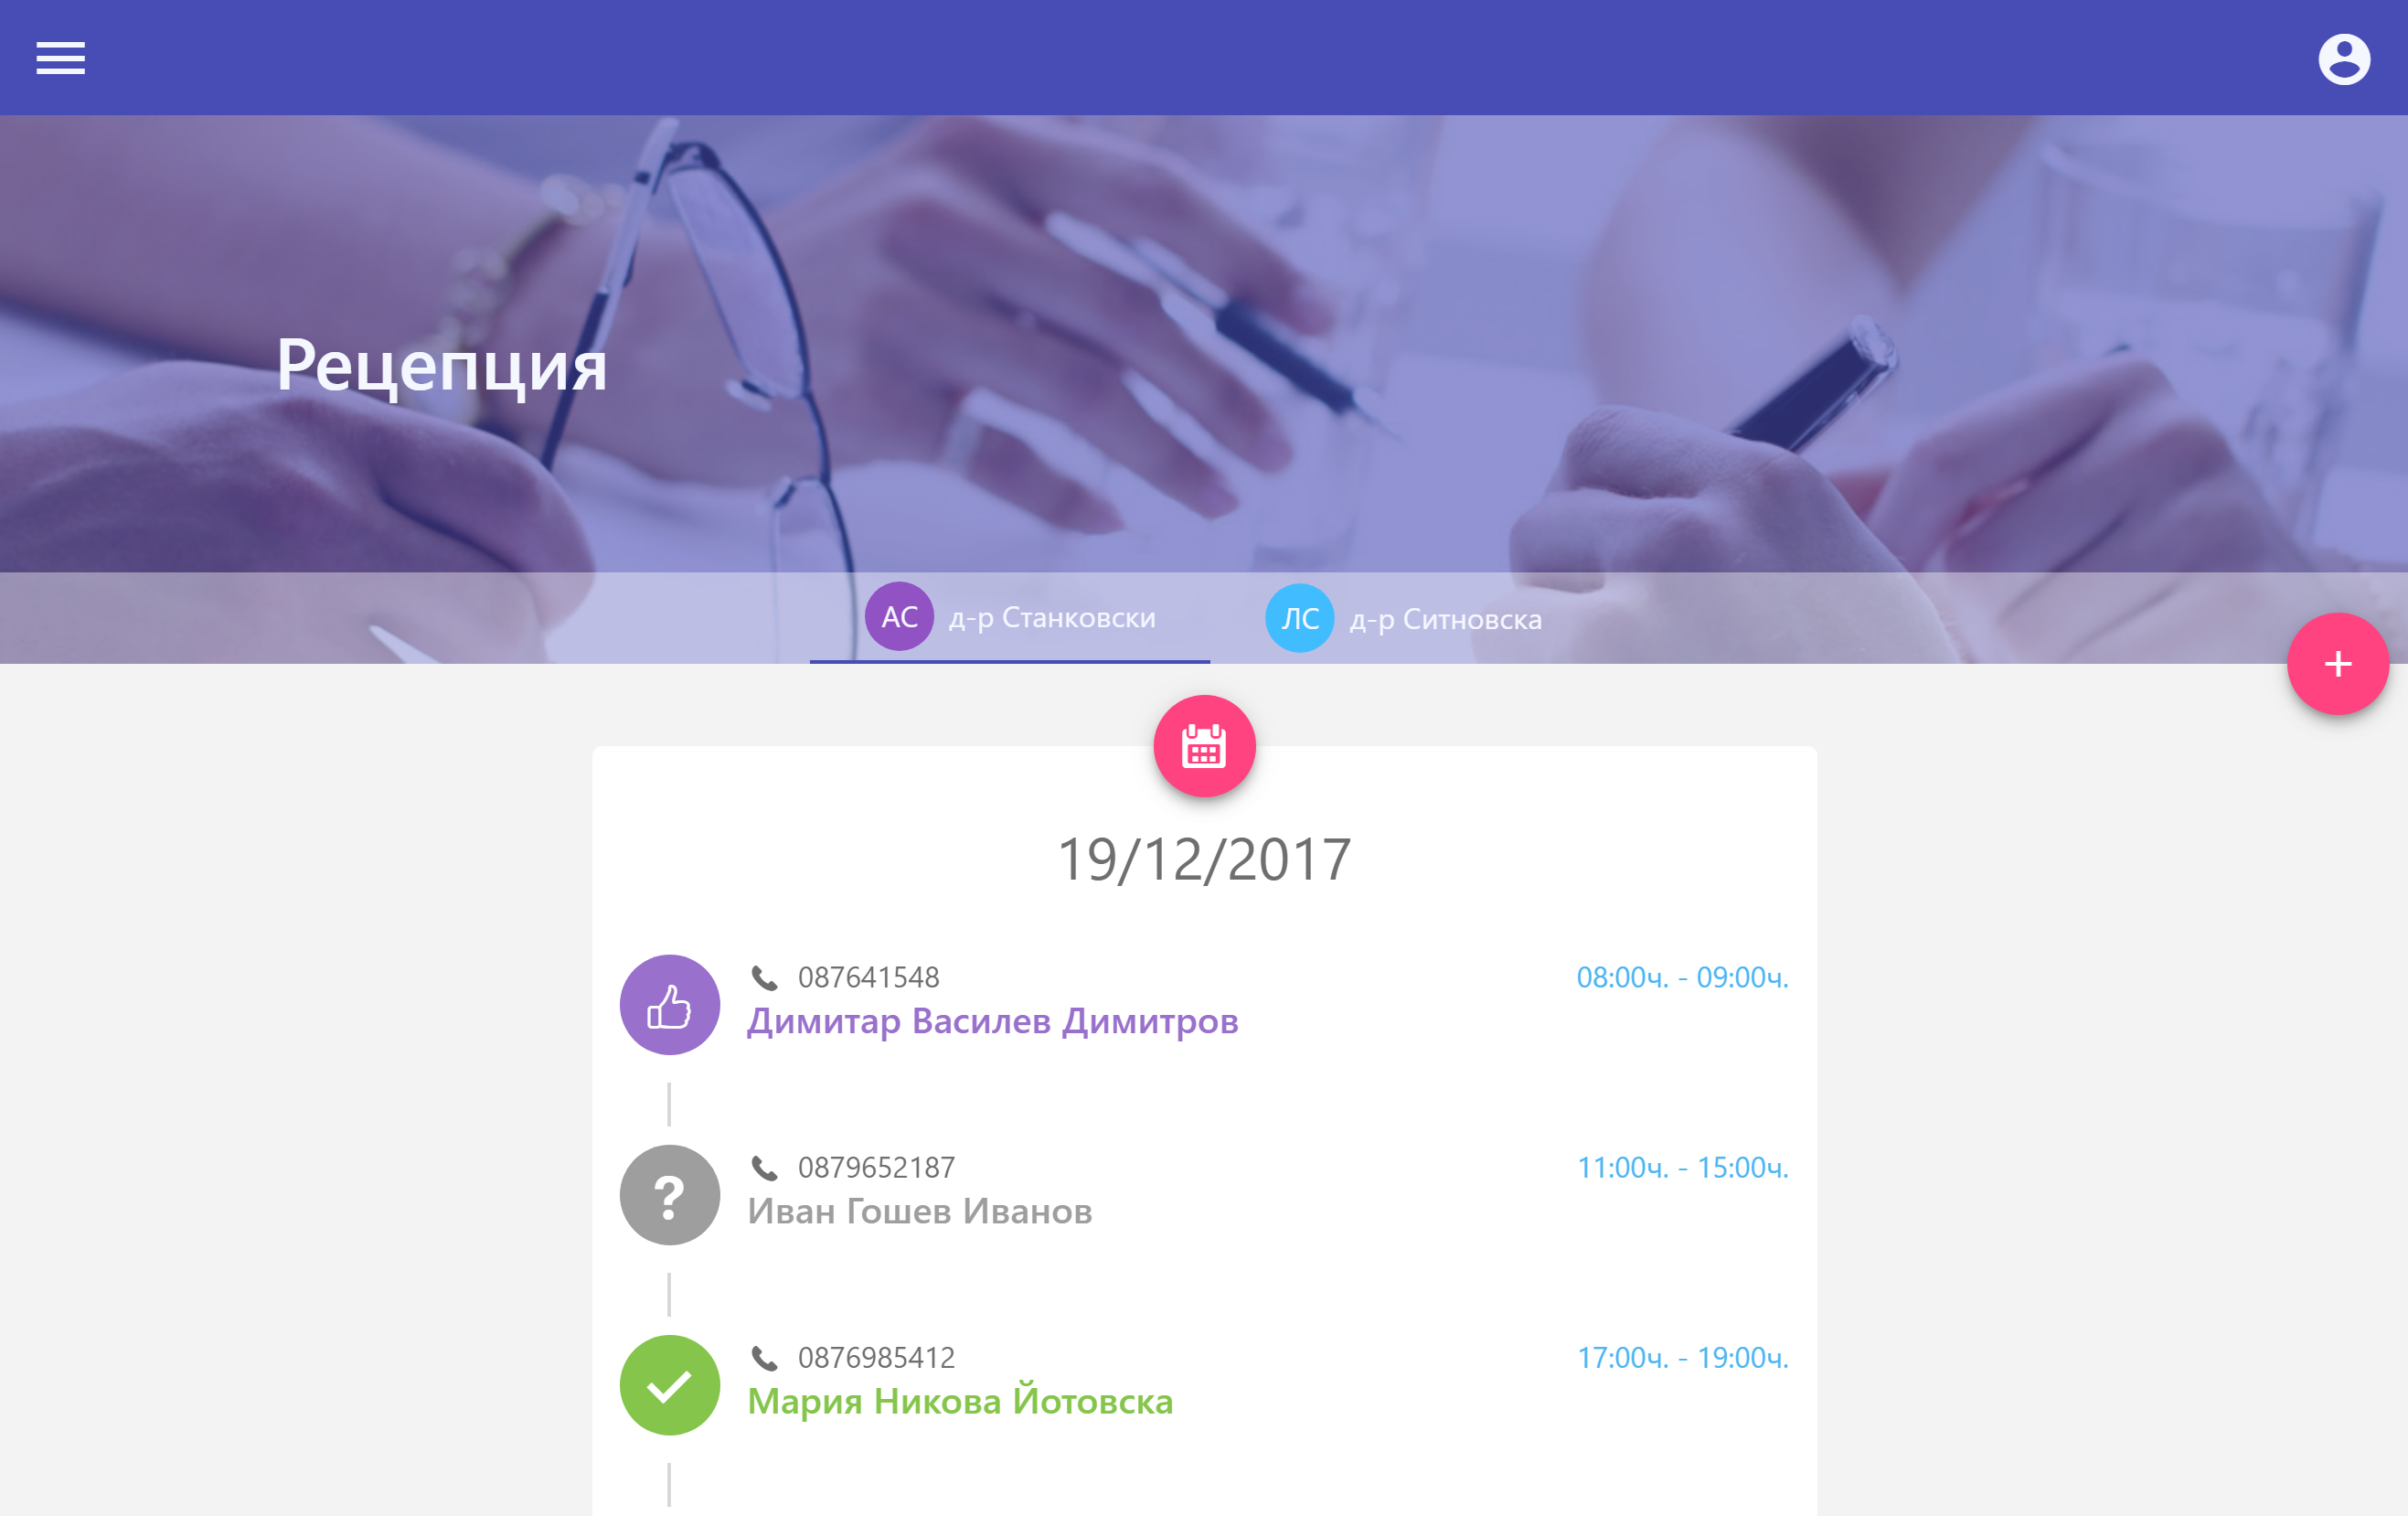 Рецепция
АС д-р Станковски
ЛС д-р Ситновска
+
19/12/2017
087641548
08:00ч. - 09:00ч.
Димитар Василев Димитров
?
0879652187
11:00ч. - 15:00ч.
Иван Гошев Иванов
0876985412
17:00ч. - 19:00ч.
Мария Никова Йотовска